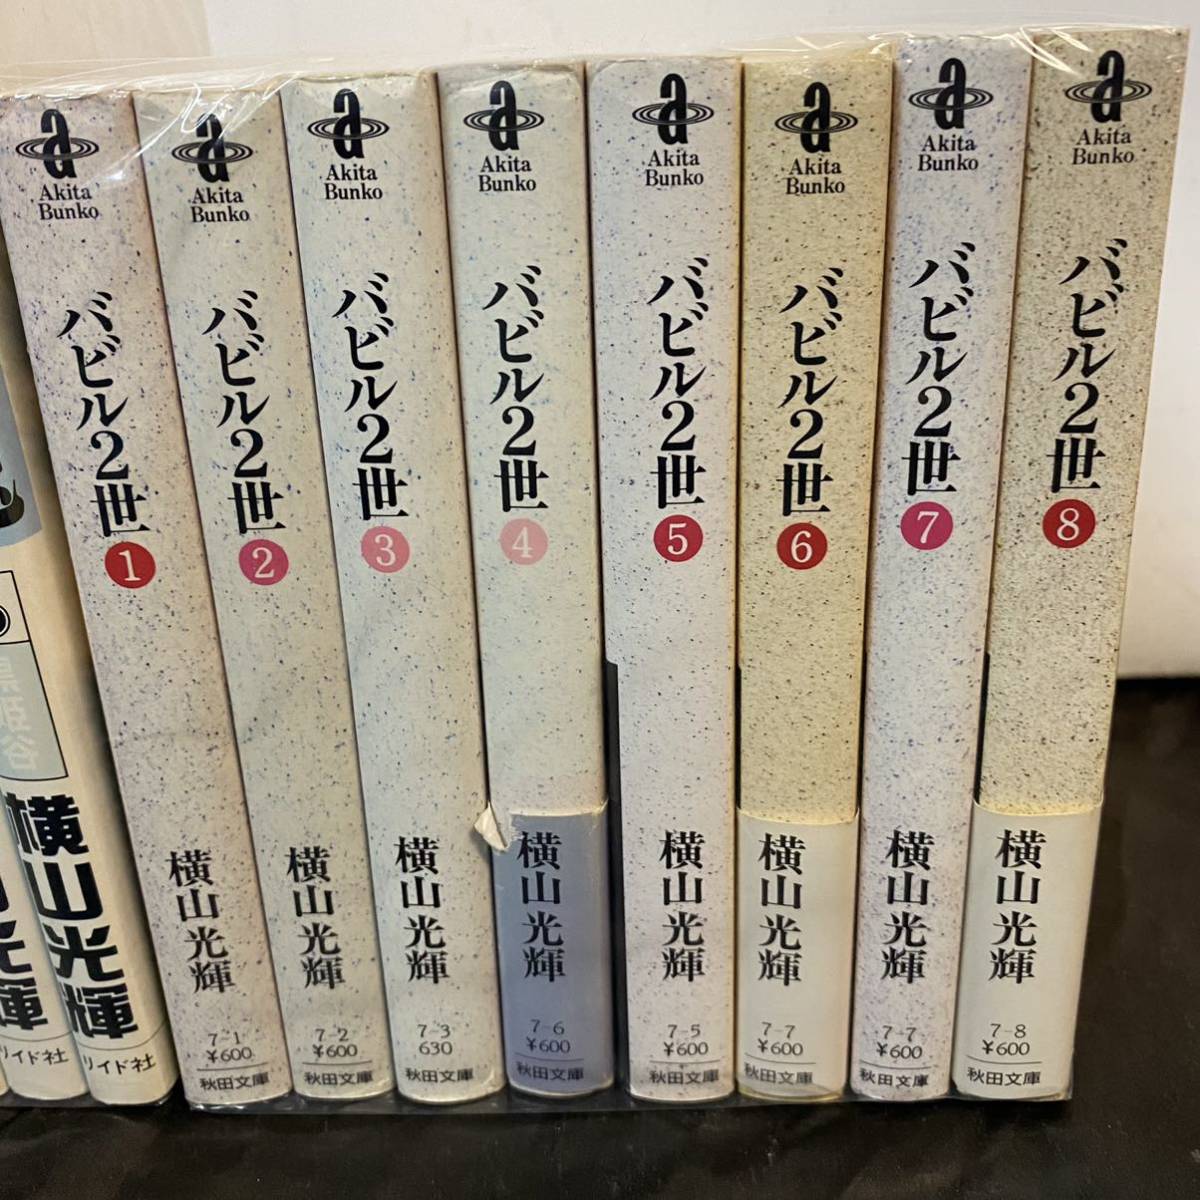 横山光輝
リイド社
a
Akita
Bunko
バビル2世
1
横山光輝
7-1
¥600
秋田文庫
a
Akita
Bunko
バビル2世
2
横山光輝
7-2
¥600
秋田文庫
a
Akita
Bunko
バビル2世
3
横山光輝
7-3
630
秋田文庫
a
Akita
Bunko
バビル2世
4
横山光輝
7-6
¥600
秋田文庫
a
Akita
Bunko
バビル2世
5
横山光輝
7-5
¥600
秋田文庫
a
Akita
Bunko
バビル2世
6
横山光輝
7-7
¥600
秋田文庫
a
Akita
Bunko
バビル2世
7
横山光輝
7-7
¥600
秋田文庫
a
Akita
Bunko
バビル2世
8
横山光輝
7-8
¥600
秋田文庫